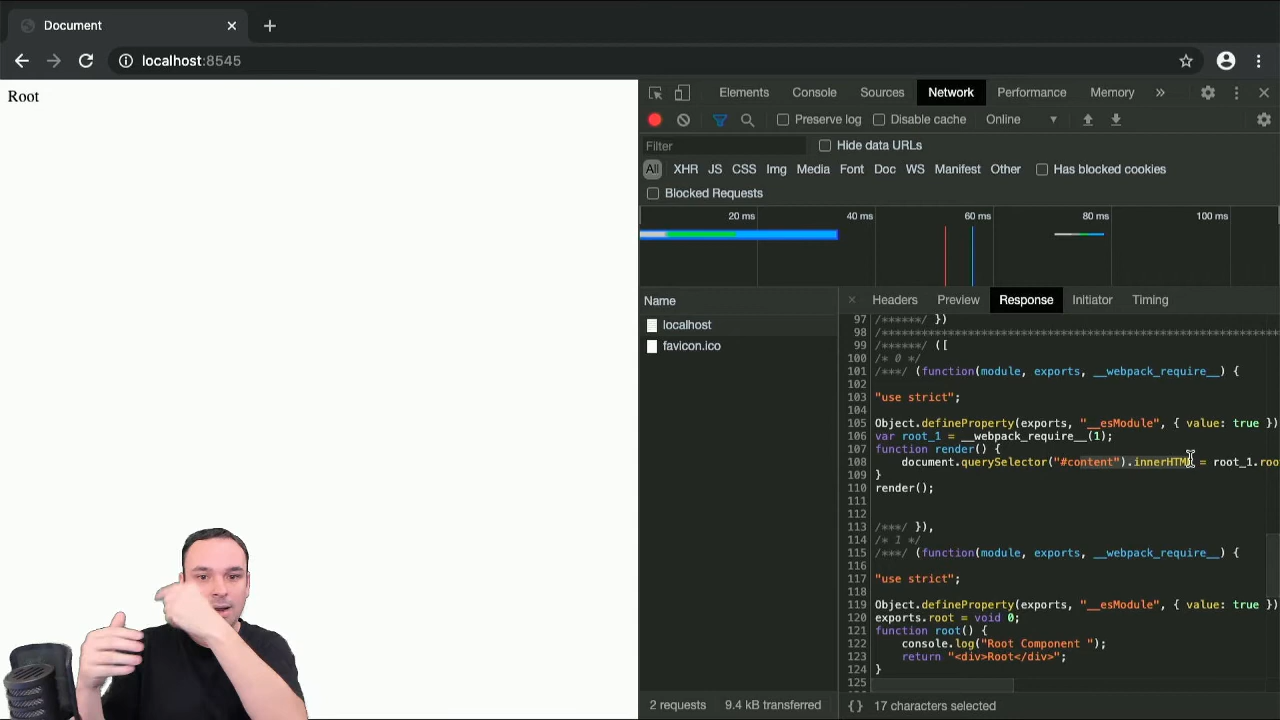 Document
localhost:8545
Root
Elements Console Sources Network Performance Memory »
Preserve log Disable cache Online
Filter Hide data URLs
All XHR JS CSS Img Media Font Doc WS Manifest Other Has blocked cookies
Blocked Requests
20 ms 40 ms 60 ms 80 ms 100 ms
Name
localhost
favicon.ico
Headers Preview Response Initiator Timing
97 /******/ })
98 /************************************************************
99 /******/ ([
100 /* 0 */
101 /***/ (function(module, exports, __webpack_require__) {
102
103 "use strict";
104
105 Object.defineProperty(exports, "__esModule", { value: true })
106 var root_1 = __webpack_require__(1);
107 function render() {
108 document.querySelector("#content").innerHTML = root_1.roo
109 }
110 render();
111
112
113 /***/ }),
114 /* 1 */
115 /***/ (function(module, exports, __webpack_require__) {
116
117 "use strict";
118
119 Object.defineProperty(exports, "__esModule", { value: true })
120 exports.root = void 0;
121 function root() {
122 console.log("Root Component ");
123 return "<div>Root</div>";
124 }
125
2 requests 9.4 kB transferred
{} 17 characters selected